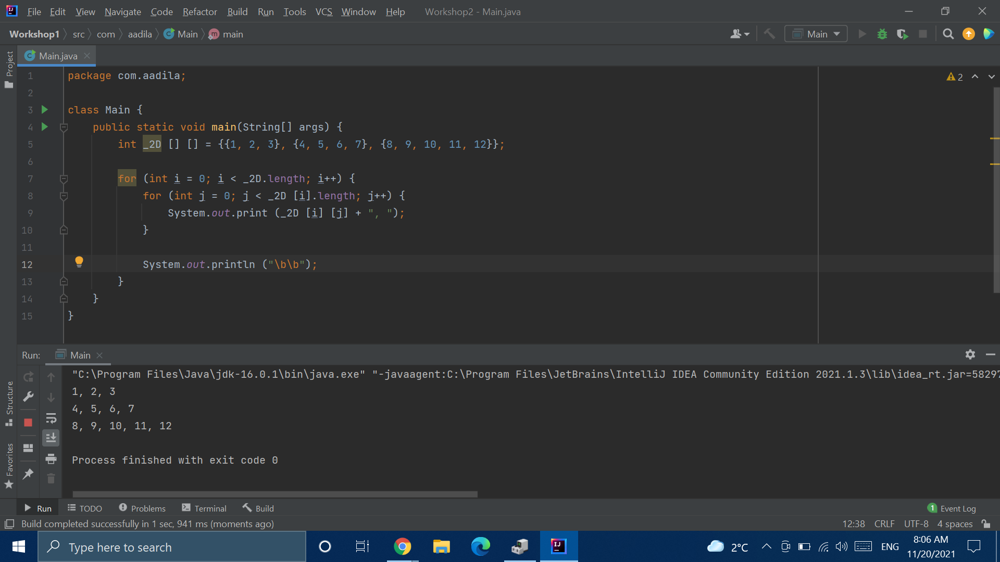 File Edit View Navigate Code Refactor Build Run Tools VCS Window Help Workshop2 - Main.java
Workshop1 src com aadila Main main Main
Main.java
Project
1 package com.aadila;
2
3 class Main {
4 public static void main(String[] args) {
5 int _2D [] [] = {{1, 2, 3}, {4, 5, 6, 7}, {8, 9, 10, 11, 12}};
6
7 for (int i = 0; i < _2D.length; i++) {
8 for (int j = 0; j < _2D [i].length; j++) {
9 System.out.print (_2D [i] [j] + ", ");
10 }
11
12 System.out.println ("\b\b");
13 }
14 }
15 }
2
Run: Main
"C:\Program Files\Java\jdk-16.0.1\bin\java.exe" "-javaagent:C:\Program Files\JetBrains\IntelliJ IDEA Community Edition 2021.1.3\lib\idea_rt.jar=58297
1, 2, 3
4, 5, 6, 7
8, 9, 10, 11, 12
Process finished with exit code 0
Structure
Favorites
Run TODO Problems Terminal Build 1 Event Log
Build completed successfully in 1 sec, 941 ms (moments ago) 12:38 CRLF UTF-8 4 spaces
Type here to search 2°C ENG 8:06 AM
11/20/2021